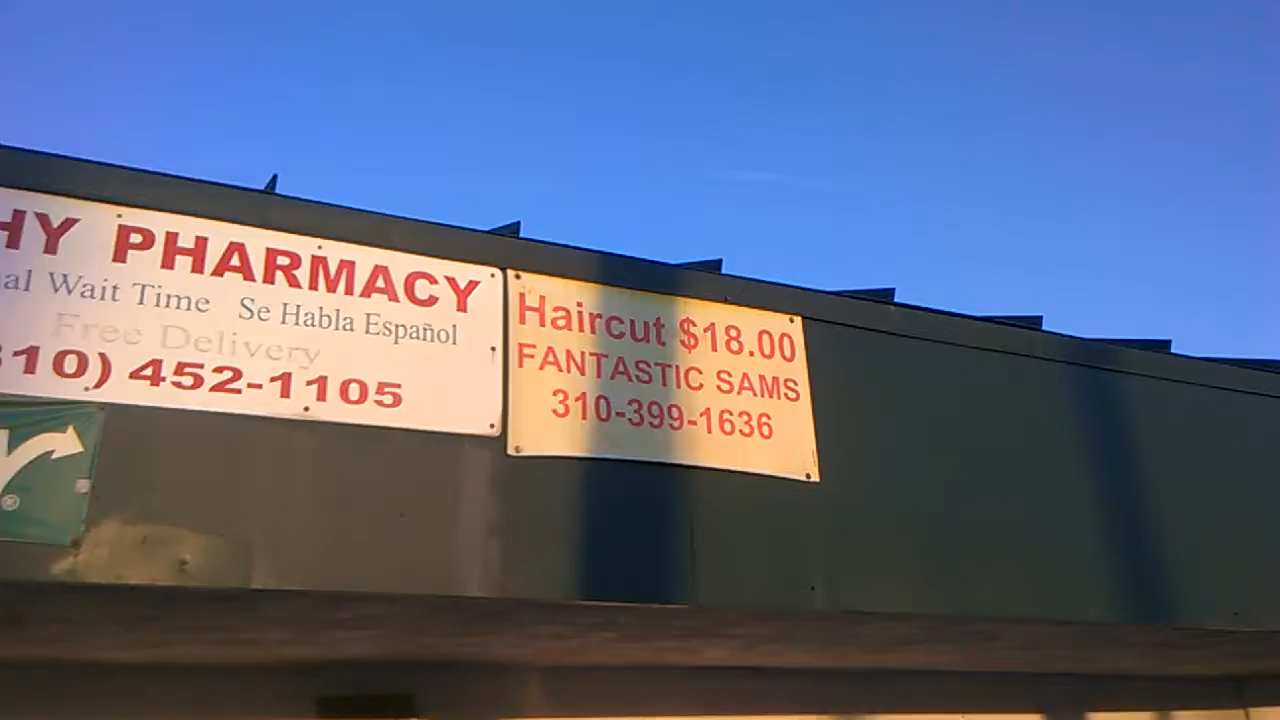 HY PHARMACY
al Wait Time Se Habla Español
Free Delivery
310) 452-1105
Haircut $18.00
FANTASTIC SAMS
310-399-1636
r®